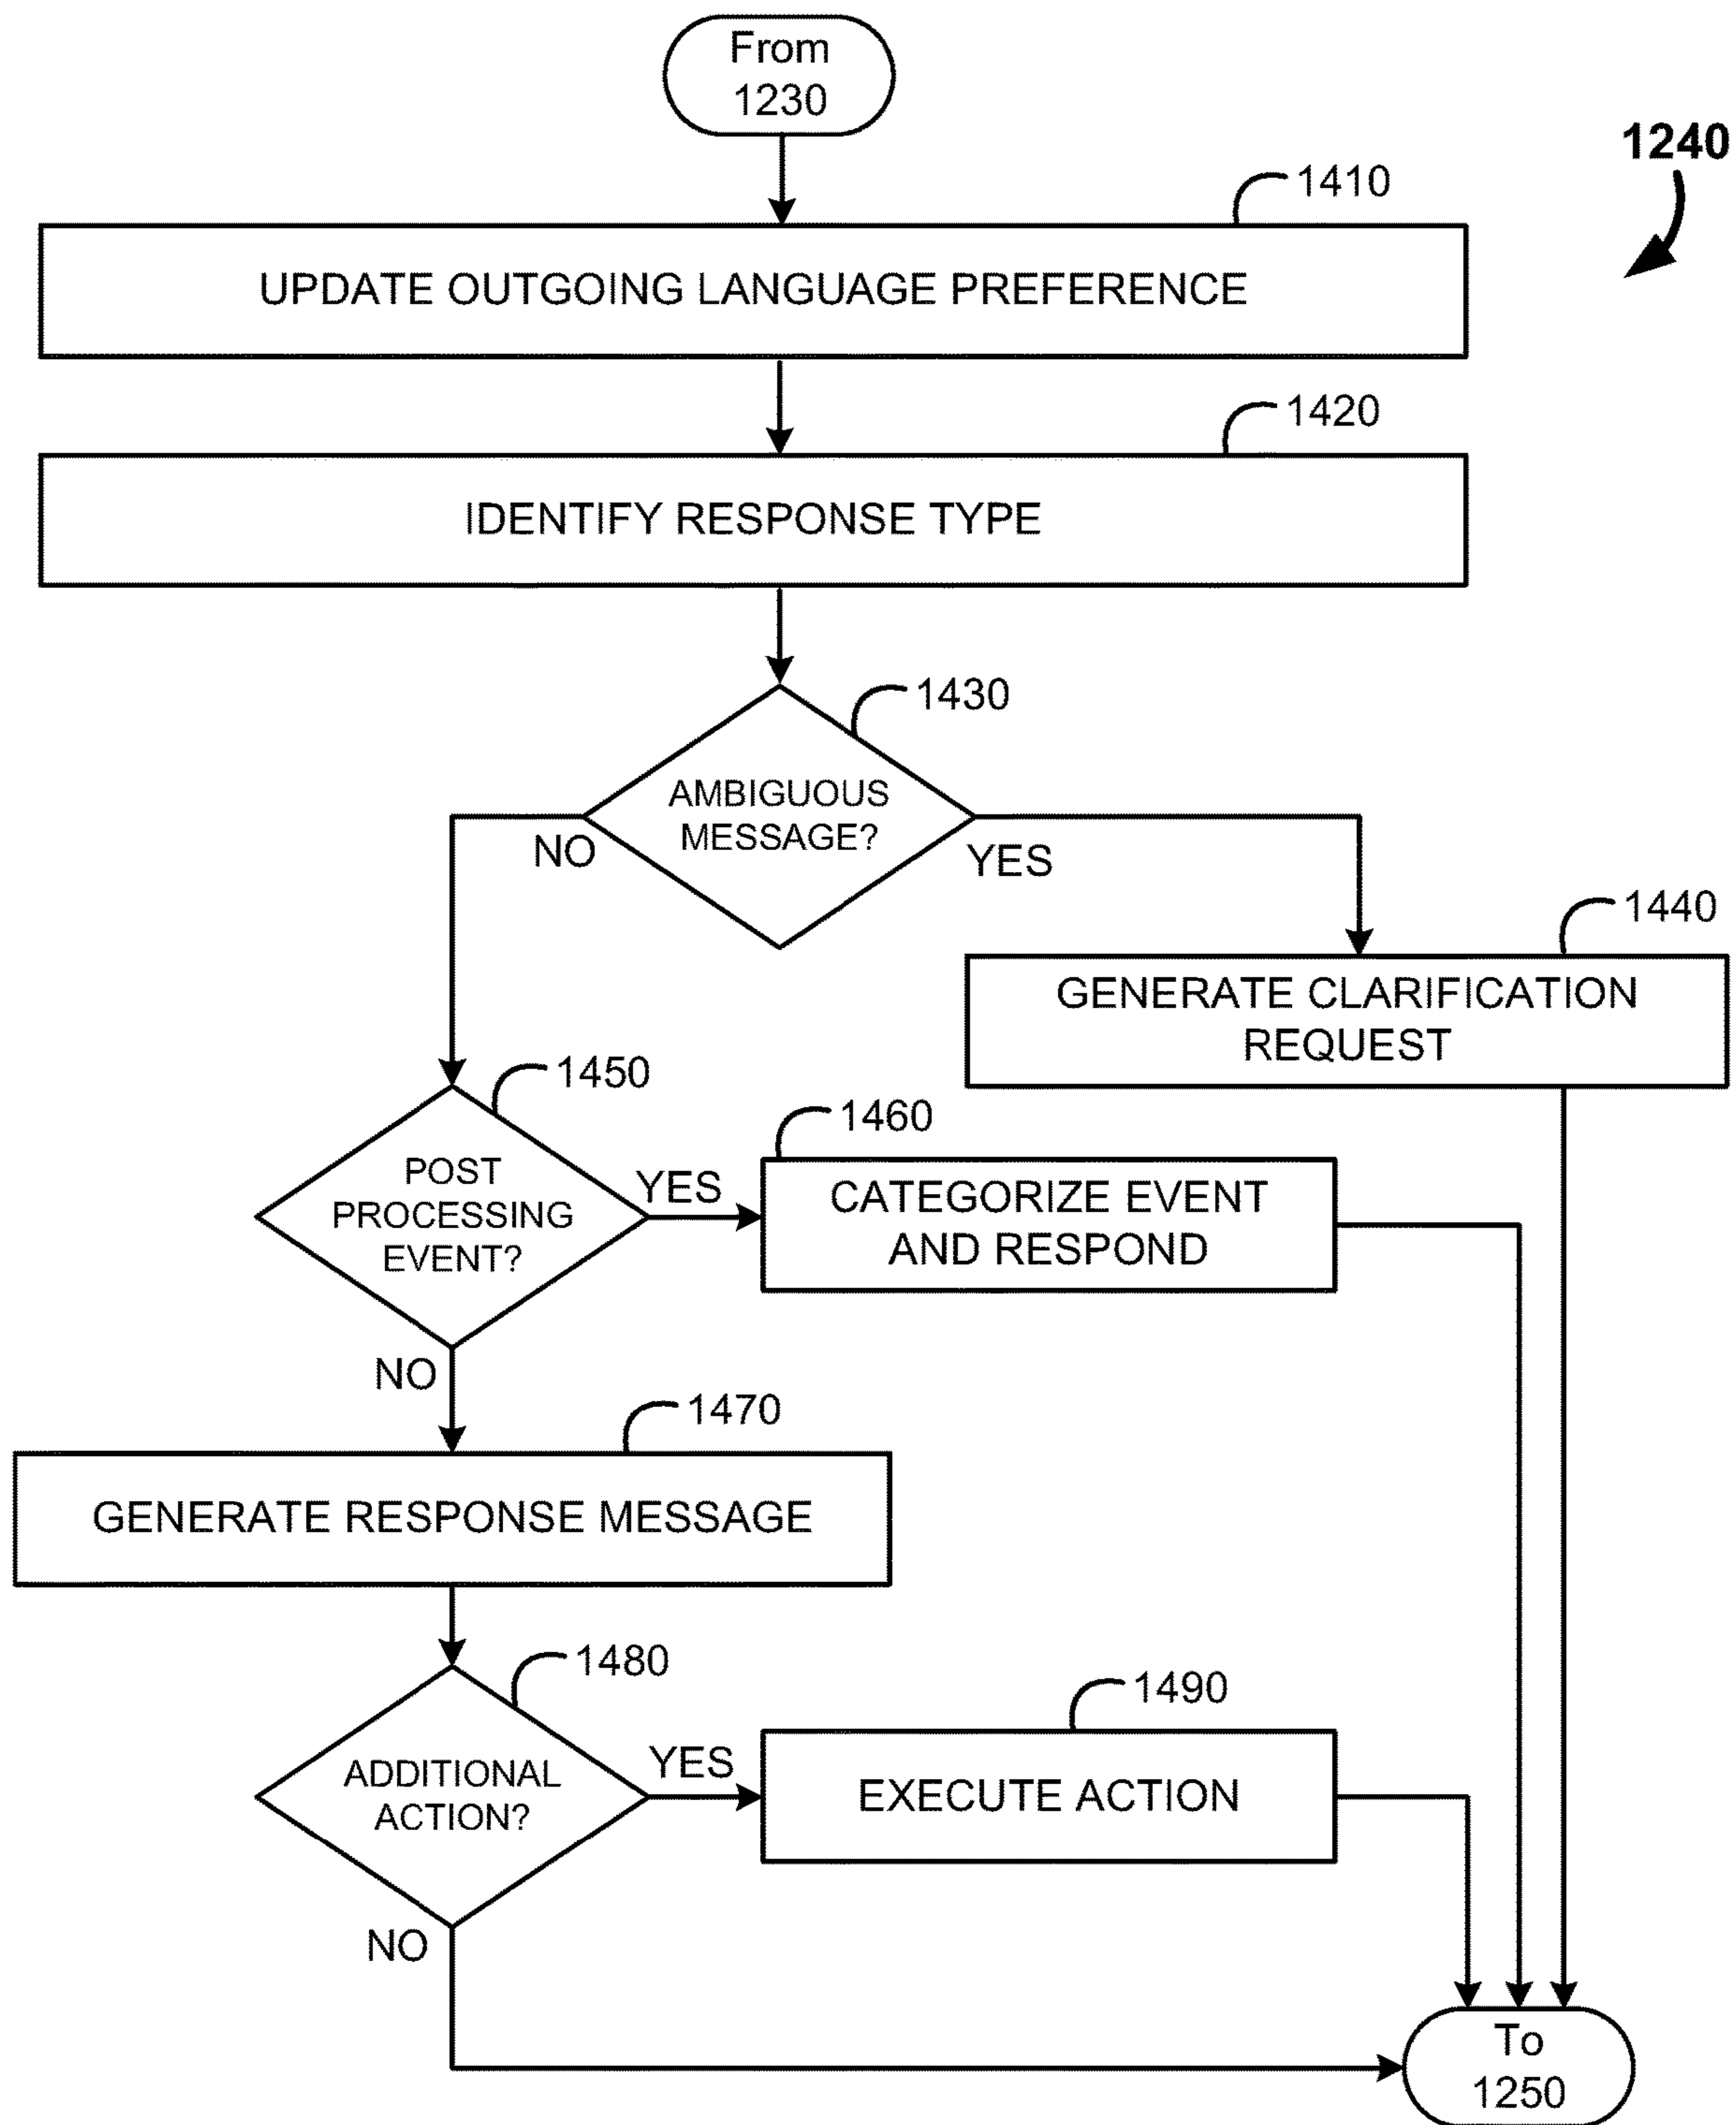 From
1230
1240
1410
UPDATE OUTGOING LANGUAGE PREFERENCE
1420
IDENTIFY RESPONSE TYPE
1430
AMBIGUOUS
MESSAGE?
NO
YES
1440
GENERATE CLARIFICATION
REQUEST
1450
POST
PROCESSING
EVENT?
YES
NO
1460
CATEGORIZE EVENT
AND RESPOND
1470
GENERATE RESPONSE MESSAGE
1480
ADDITIONAL
ACTION?
YES
NO
1490
EXECUTE ACTION
To
1250